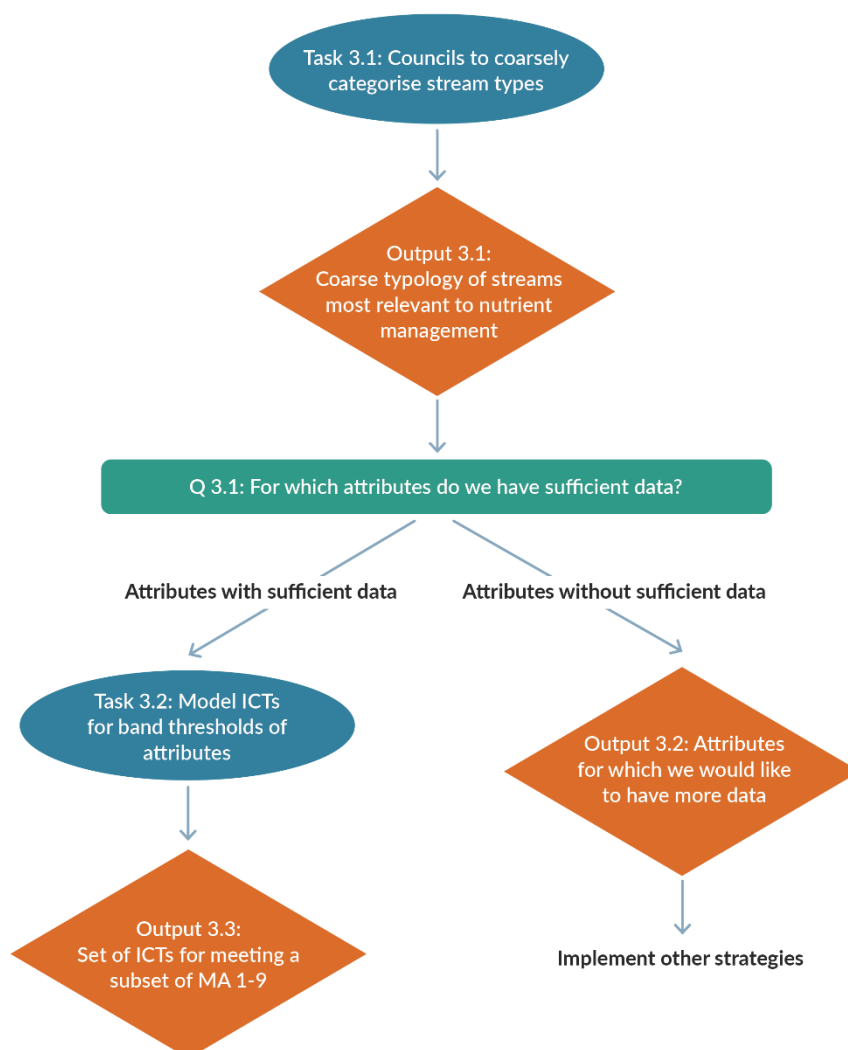 Task 3.1: Councils to coarsely
categorise stream types
Output 3.1:
Coarse typology of streams
most relevant to nutrient
management
Q 3.1: For which attributes do we have sufficient data?
Attributes with sufficient data
Attributes without sufficient data
Task 3.2: Model ICTs
for band thresholds of
attributes
Output 3.2: Attributes
for which we would like
to have more data
Output 3.3:
Set of ICTs for meeting a
subset of MA 1-9
Implement other strategies